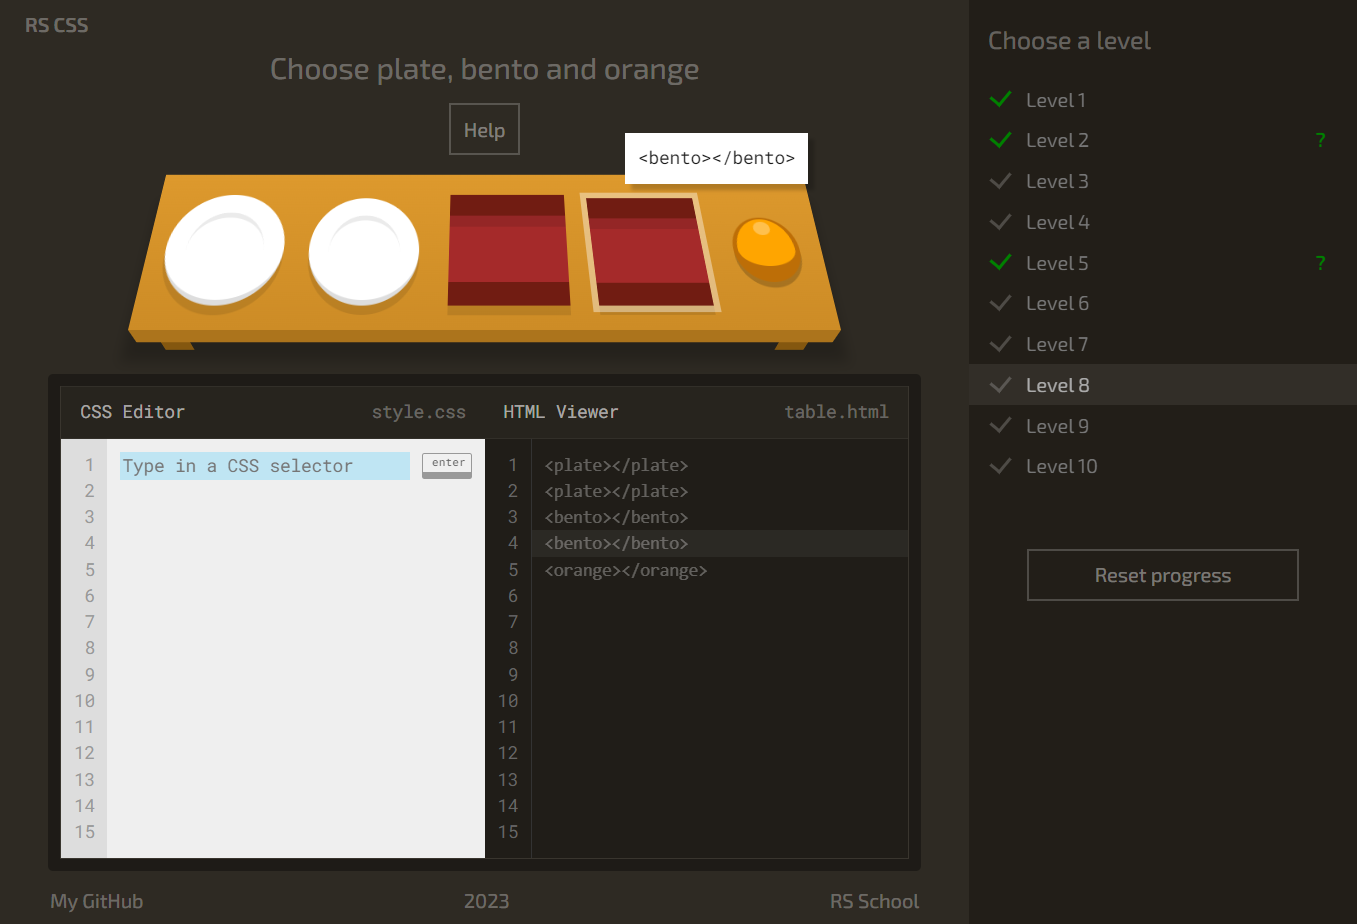 RS CSS
Choose plate, bento and orange
Help
<bento></bento>
CSS Editor
style.css
1
2
3
4
5
6
7
8
9
10
11
12
13
14
15
Type in a CSS selector
enter
HTML Viewer
table.html
1 <plate></plate>
2 <plate></plate>
3 <bento></bento>
4 <bento></bento>
5 <orange></orange>
6
7
8
9
10
11
12
13
14
15
My GitHub
2023
RS School
Choose a level
Level 1
Level 2 ?
Level 3
Level 4
Level 5 ?
Level 6
Level 7
Level 8
Level 9
Level 10
Reset progress